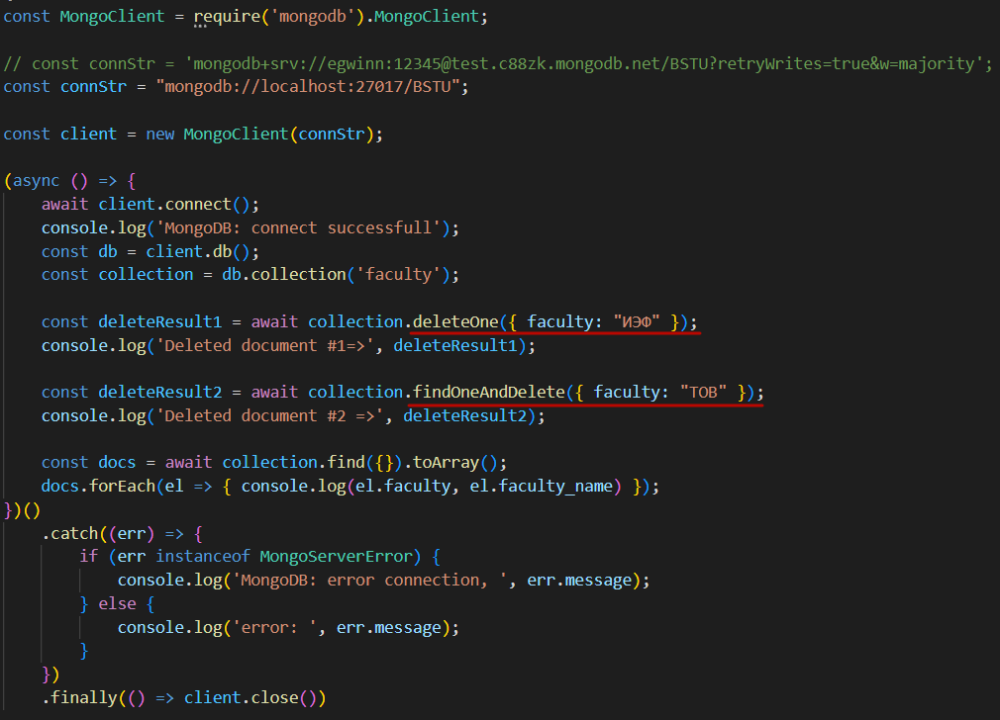 const MongoClient = require('mongodb').MongoClient;
// const connStr = 'mongodb+srv://egwinn:12345@test.c88zk.mongodb.net/BSTU?retryWrites=true&w=majority';
const connStr = "mongodb://localhost:27017/BSTU";
const client = new MongoClient(connStr);
(async () => {
await client.connect();
console.log('MongoDB: connect successfull');
const db = client.db();
const collection = db.collection('faculty');
const deleteResult1 = await collection.deleteOne({ faculty: "ИЭФ" });
console.log('Deleted document #1=>', deleteResult1);
const deleteResult2 = await collection.findOneAndDelete({ faculty: "ТОВ" });
console.log('Deleted document #2 =>', deleteResult2);
const docs = await collection.find({}).toArray();
docs.forEach(el => { console.log(el.faculty, el.faculty_name) });
})()
.catch((err) => {
if (err instanceof MongoServerError) {
console.log('MongoDB: error connection, ', err.message);
} else {
console.log('error: ', err.message);
}
})
.finally(() => client.close())